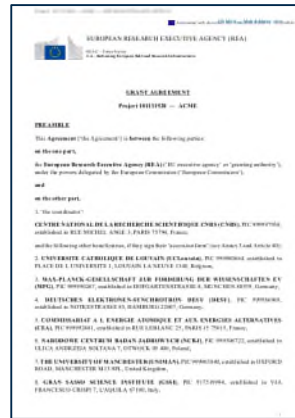 EUROPEAN RESEARCH EXECUTIVE AGENCY (REA)
GRANT AGREEMENT
Project 101131928 — ACME
PREAMBLE
This Agreement ('the Agreement') is between the following parties:
on the one part,
the European Research Executive Agency (REA) ('EU executive agency' or 'granting authority'),
under the powers delegated by the European Commission ('European Commission'),
and
on the other part,
1. 'the coordinator':
CENTRE NATIONAL DE LA RECHERCHE SCIENTIFIQUE CNRS (CNRS), PIC
established in RUE MICHEL ANGE 3, PARIS 75794, France,
and the following other beneficiaries, if they sign their 'accession form' (see Annex 3 and Article 40):
2. UNIVERSITE CATHOLIQUE DE LOUVAIN (UCLouvain), PIC established in
PLACE DE L UNIVERSITE 1, LOUVAIN LA NEUVE 1348, Belgium,
3. MAX-PLANCK-GESELLSCHAFT ZUR FORDERUNG DER WISSENSCHAFTEN EV
(MPG), PIC established in HOFGARTENSTRASSE 8, MUNCHEN 80539, Germany,
4. DEUTSCHES ELEKTRONEN-SYNCHROTRON DESY (DESY), PIC
established in NOTKESTRASSE 85, HAMBURG 22607, Germany,
5. COMMISSARIAT A L ENERGIE ATOMIQUE ET AUX ENERGIES ALTERNATIVES
(CEA), PIC established in RUE LEBLANC 25, PARIS 15 75015, France,
6. NARODOWE CENTRUM BADAN JADROWYCH (NCBJ), PIC
established in ULICA ANDRZEJA SOLTANA 7, OTWOCK 05 400, Poland,
7. THE UNIVERSITY OF MANCHESTER (UNIMAN), PIC established in OXFORD
ROAD, MANCHESTER M13 9PL, United Kingdom,
8. GRAN SASSO SCIENCE INSTITUTE (GSSI), PIC established in VIA
FRANCESCO CRISPI 7, L'AQUILA 67100, Italy,